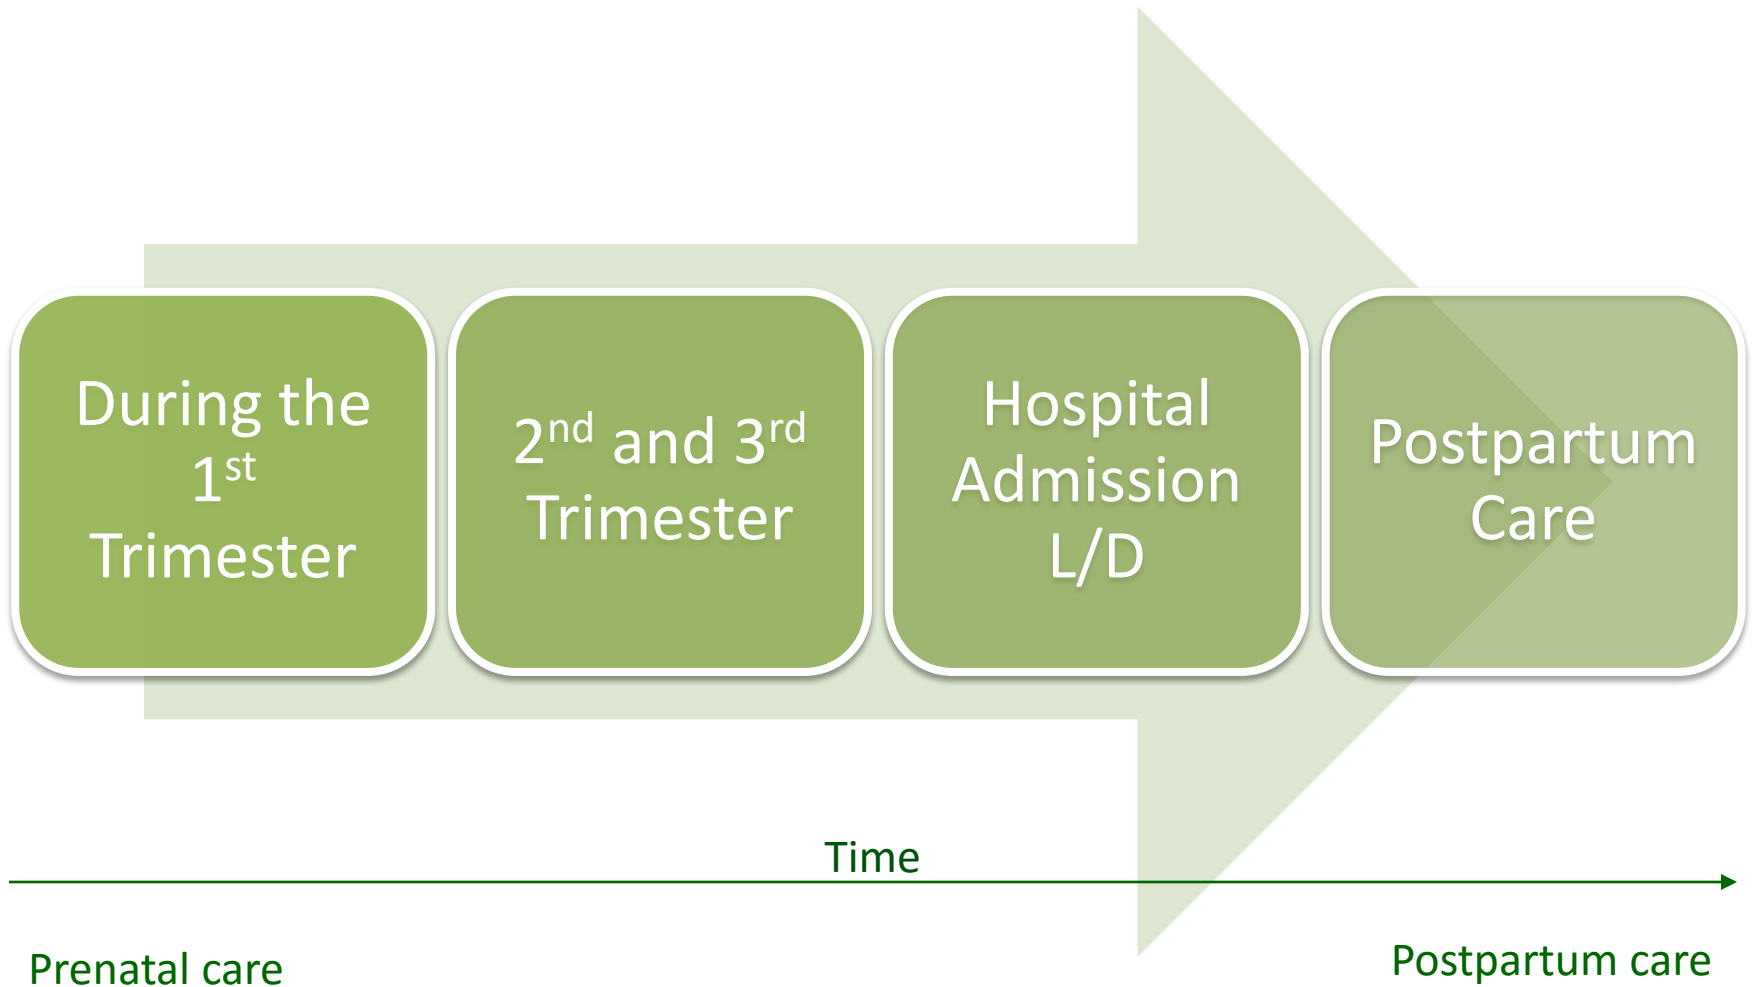 During the
1st
Trimester
2nd and 3rd
Trimester
Hospital
Admission
L/D
Postpartum
Care
Time
Prenatal care
Postpartum care